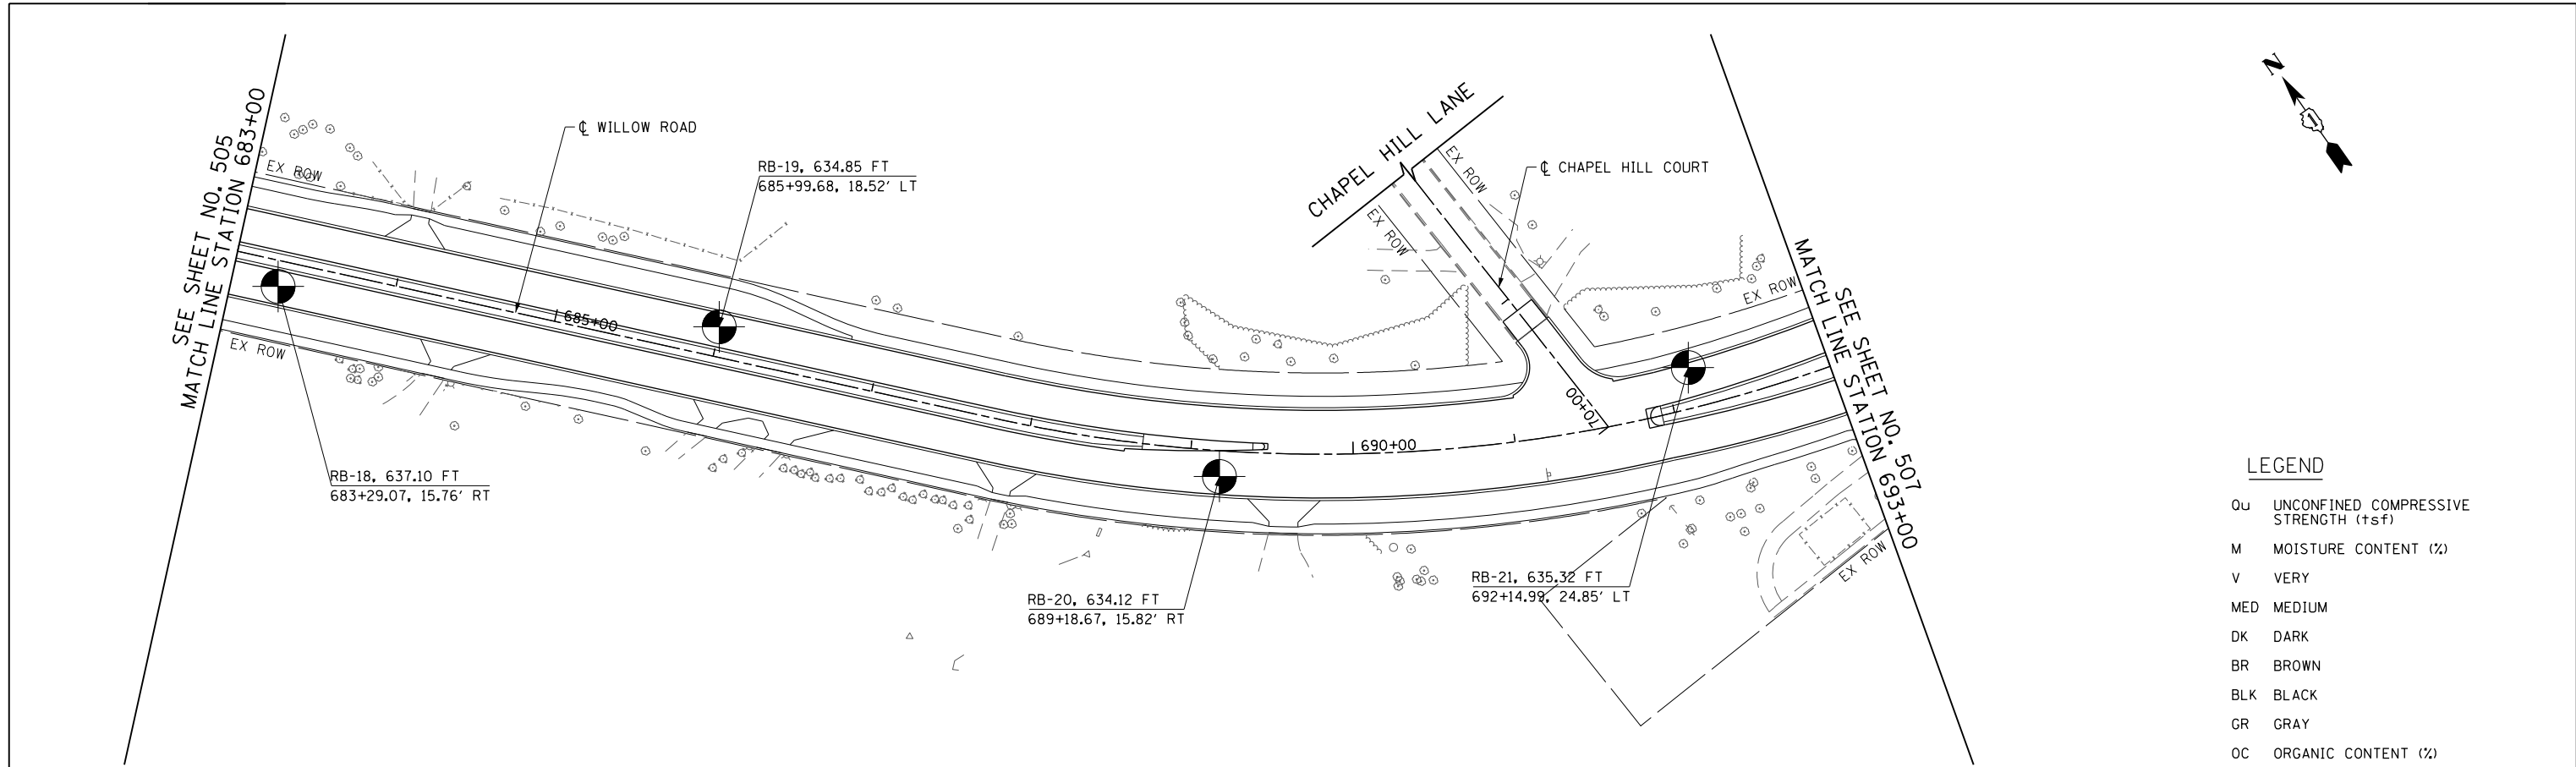 SEE SHEET NO. 505
MATCH LINE STATION 683+00
EX ROW
EX ROW
℄ WILLOW ROAD
685+00
RB-18, 637.10 FT
683+29.07, 15.76' RT
RB-19, 634.85 FT
685+99.68, 18.52' LT
RB-20, 634.12 FT
689+18.67, 15.82' RT
690+00
CHAPEL HILL LANE
EX ROW
EX ROW
℄ CHAPEL HILL COURT
70+00
RB-21, 635.32 FT
692+14.99, 24.85' LT
EX ROW
EX ROW
SEE SHEET NO. 507
MATCH LINE STATION 693+00
N
LEGEND
Qu UNCONFINED COMPRESSIVE
STRENGTH (tsf)
M MOISTURE CONTENT (%)
V VERY
MED MEDIUM
DK DARK
BR BROWN
BLK BLACK
GR GRAY
OC ORGANIC CONTENT (%)